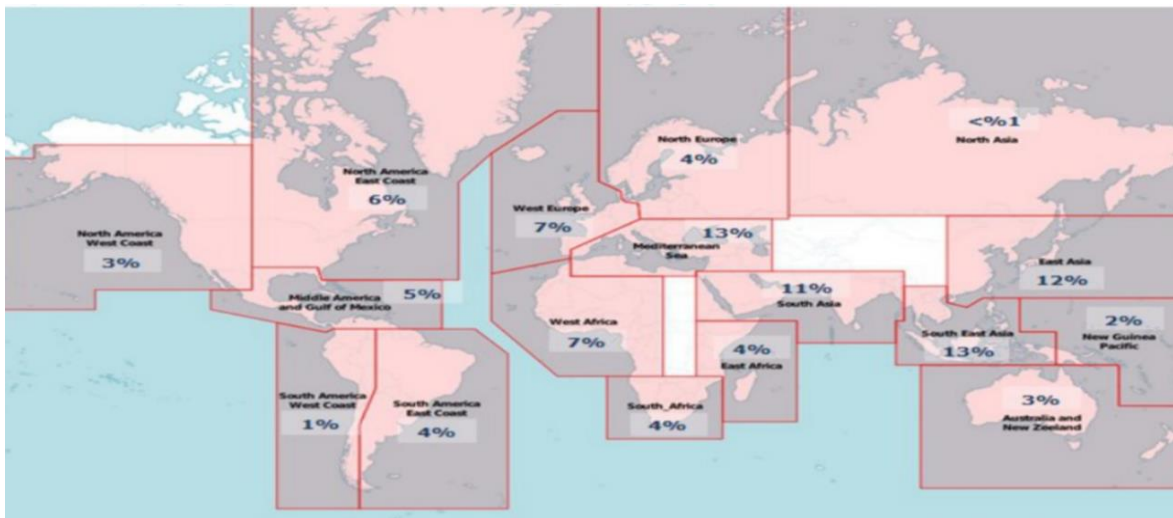 <%1
North Asia
North Europe
4%
North America
East Coast
6%
West Europe
7%
13%
Mediterranean
Sea
North America
West Coast
3%
East Asia
12%
11%
South Asia
5%
Middle America
and Gulf of Mexico
2%
New Guinea
Pacific
West Africa
7%
South East Asia
13%
4%
East Africa
South America
West Coast
1%
South America
East Coast
4%
South_Africa
4%
3%
Australia and
New Zeeland